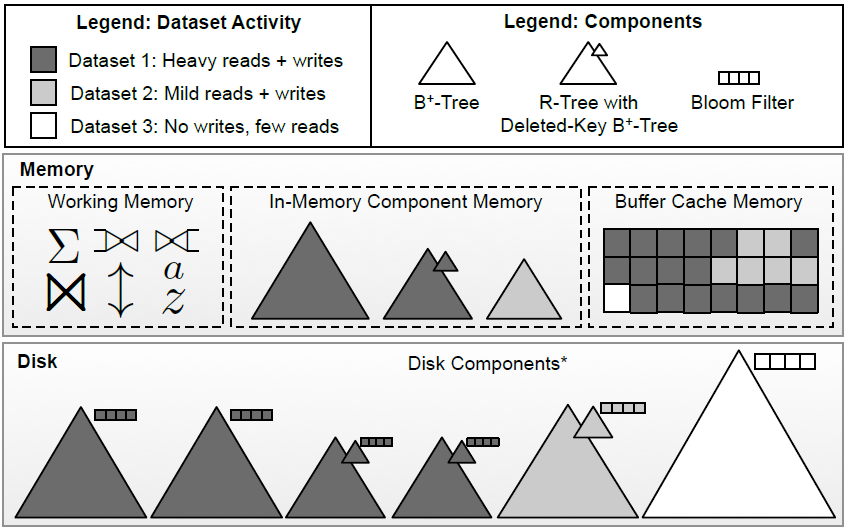 Legend: Dataset Activity
Dataset 1: Heavy reads + writes
Dataset 2: Mild reads + writes
Dataset 3: No writes, few reads
Legend: Components
B⁺-Tree
R-Tree with
Deleted-Key B⁺-Tree
Bloom Filter
Memory
Working Memory
∑
⋈
a
z
In-Memory Component Memory
Buffer Cache Memory
Disk
Disk Components*